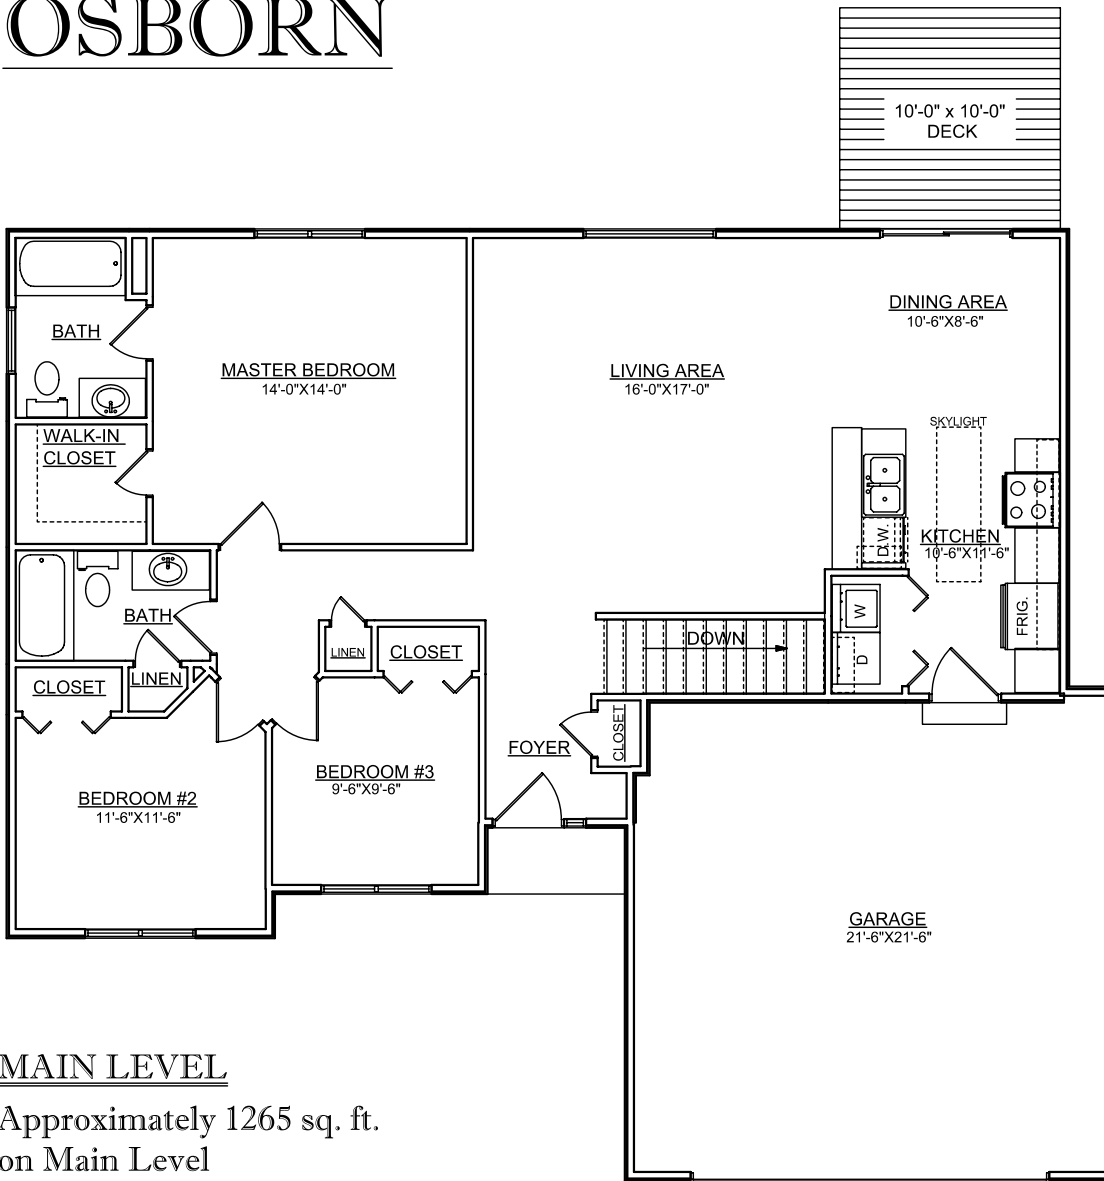 OSBORN
10'-0" x 10'-0"
DECK
DINING AREA
10'-6"X8'-6"
BATH
MASTER BEDROOM
14'-0"X14'-0"
LIVING AREA
16'-0"X17'-0"
SKYLIGHT
WALK-IN
CLOSET
D.W.
KITCHEN
10'-6"X11'-6"
BATH
W
FRIG.
DOWN
LINEN
CLOSET
D
LINEN
CLOSET
CLOSET
FOYER
BEDROOM #3
9'-6"X9'-6"
BEDROOM #2
11'-6"X11'-6"
GARAGE
21'-6"X21'-6"
MAIN LEVEL
Approximately 1265 sq. ft.
on Main Level